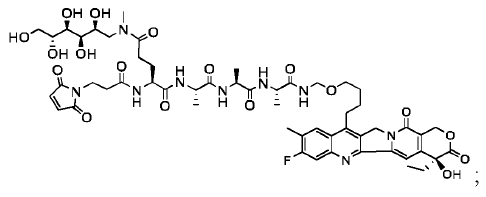 OH OH O
HO N
OH OH
O O H N O H N O
N N H O N H O N H O
O
O
N O
F N O
OH ;